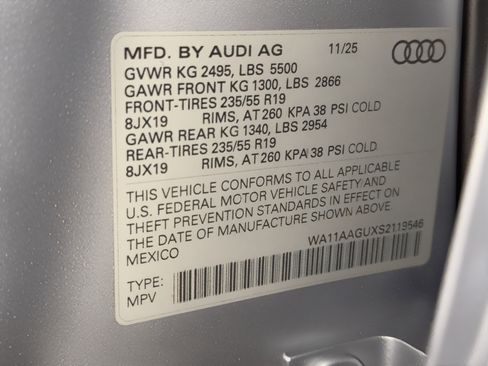 MFD. BY AUDI AG 11/25
GVWR KG 2495, LBS 5500
GAWR FRONT KG 1300, LBS 2866
FRONT-TIRES 235/55 R19
8JX19 RIMS, AT 260 KPA 38 PSI COLD
GAWR REAR KG 1340, LBS 2954
REAR-TIRES 235/55 R19
8JX19 RIMS, AT 260 KPA 38 PSI COLD
THIS VEHICLE CONFORMS TO ALL APPLICABLE
U.S. FEDERAL MOTOR VEHICLE SAFETY AND
THEFT PREVENTION STANDARDS IN EFFECT ON
THE DATE OF MANUFACTURE SHOWN ABOVE.
MEXICO
WA11AAGUXS2119546
TYPE:
MPV